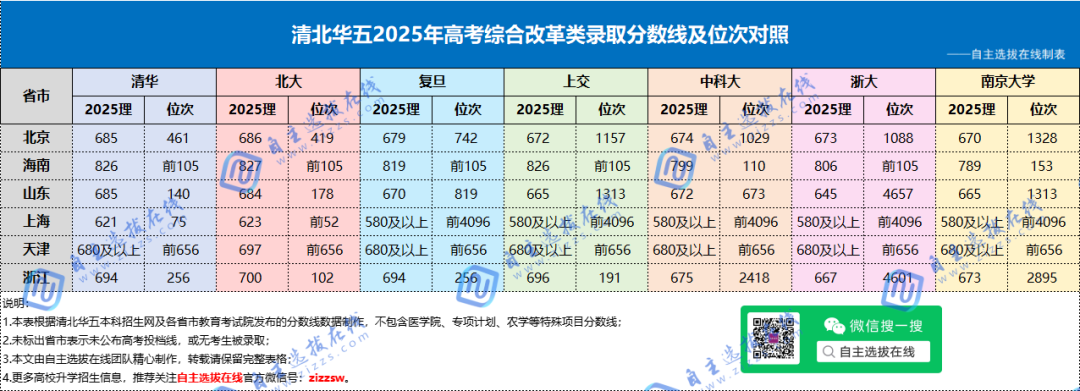 清北华五2025年高考综合改革类录取分数线及位次对照
——自主选拔在线制表
省市 清华 北大 复旦 上交 中科大 浙大 南京大学
2025理 位次 2025理 位次 2025理 位次 2025理 位次 2025理 位次 2025理 位次 2025理 位次
北京 685 461 686 419 679 742 672 1157 674 1029 673 1088 670 1328
海南 826 前105 827 前105 819 前105 826 前105 799 110 806 前105 789 153
山东 685 140 684 178 670 819 665 1313 672 673 645 4657 665 1313
上海 621 75 623 前52 580及以上 前4096 580及以上 前4096 580及以上 前4096 580及以上 前4096 580及以上 前4096
天津 680及以上 前656 697 前656 680及以上 前656 680及以上 前656 680及以上 前656 680及以上 前656 680及以上 前656
浙江 694 256 700 102 694 256 696 191 675 2418 667 4601 673 2895
说明:
1.本表根据清北华五本科招生网及各省市教育考试院发布的分数线数据制作，不包含医学院、专项计划、农学等特殊项目分数线；
2.未标出省市表示未公布高考投档线，或无考生被录取；
3.本文由自主选拔在线团队精心制作，转载请保留完整表格；
4.更多高校升学招生信息，推荐关注自主选拔在线官方微信号：zizzsw。
微信搜一搜
自主选拔在线
自主选拔在线
www.zizzs.com